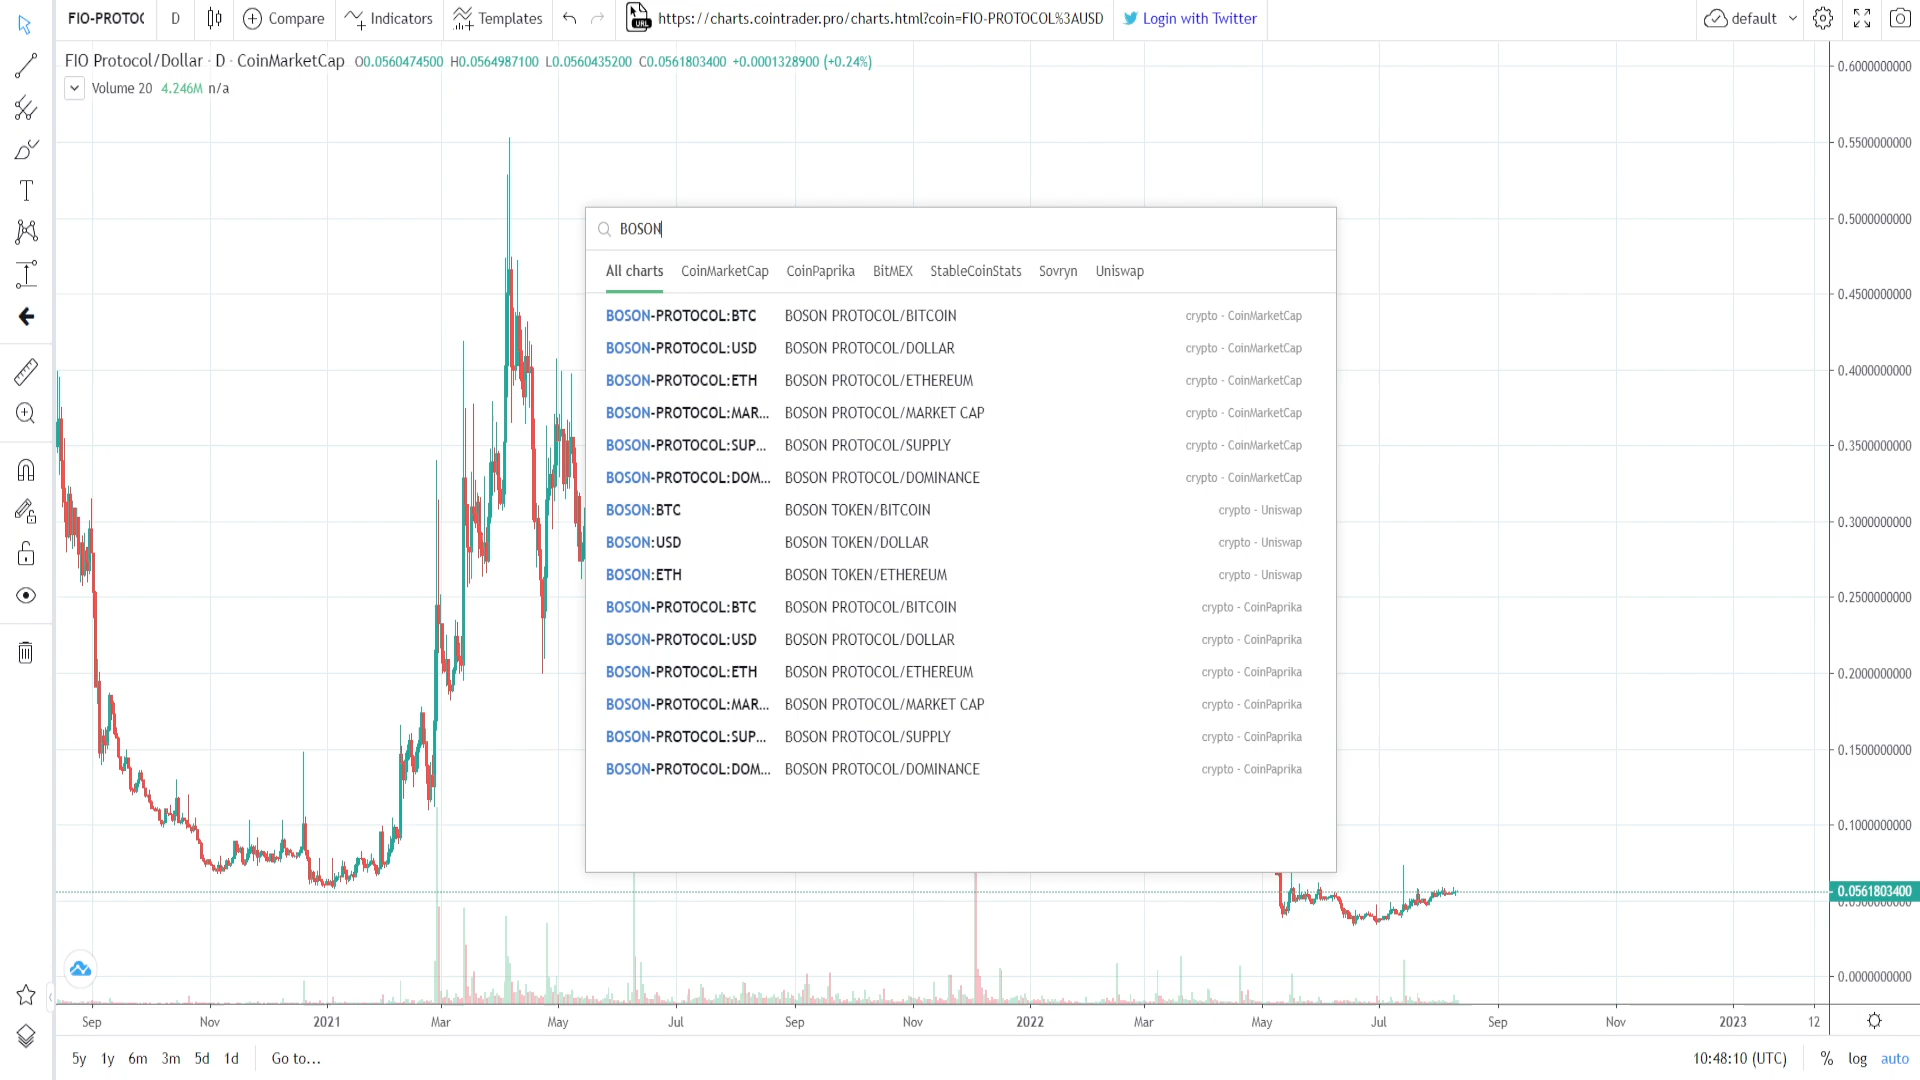 FIO-PROTOC D Compare Indicators Templates https://charts.cointrader.pro/charts.html?coin=FIO-PROTOCOL%3AUSD Login with Twitter default
FIO Protocol/Dollar · D · CoinMarketCap O0.0560474500 H0.0564987100 L0.0560435200 C0.0561803400 +0.0001328900 (+0.24%)
Volume 20 4.246M n/a
BOSON
All charts CoinMarketCap CoinPaprika BitMEX StableCoinStats Sovryn Uniswap
BOSON-PROTOCOL:BTC BOSON PROTOCOL/BITCOIN crypto - CoinMarketCap
BOSON-PROTOCOL:USD BOSON PROTOCOL/DOLLAR crypto - CoinMarketCap
BOSON-PROTOCOL:ETH BOSON PROTOCOL/ETHEREUM crypto - CoinMarketCap
BOSON-PROTOCOL:MAR... BOSON PROTOCOL/MARKET CAP crypto - CoinMarketCap
BOSON-PROTOCOL:SUP... BOSON PROTOCOL/SUPPLY crypto - CoinMarketCap
BOSON-PROTOCOL:DOM... BOSON PROTOCOL/DOMINANCE crypto - CoinMarketCap
BOSON:BTC BOSON TOKEN/BITCOIN crypto - Uniswap
BOSON:USD BOSON TOKEN/DOLLAR crypto - Uniswap
BOSON:ETH BOSON TOKEN/ETHEREUM crypto - Uniswap
BOSON-PROTOCOL:BTC BOSON PROTOCOL/BITCOIN crypto - CoinPaprika
BOSON-PROTOCOL:USD BOSON PROTOCOL/DOLLAR crypto - CoinPaprika
BOSON-PROTOCOL:ETH BOSON PROTOCOL/ETHEREUM crypto - CoinPaprika
BOSON-PROTOCOL:MAR... BOSON PROTOCOL/MARKET CAP crypto - CoinPaprika
BOSON-PROTOCOL:SUP... BOSON PROTOCOL/SUPPLY crypto - CoinPaprika
BOSON-PROTOCOL:DOM... BOSON PROTOCOL/DOMINANCE crypto - CoinPaprika
0.6000000000
0.5500000000
0.5000000000
0.4500000000
0.4000000000
0.3500000000
0.3000000000
0.2500000000
0.2000000000
0.1500000000
0.1000000000
0.0561803400
0.0500000000
0.0000000000
Sep Nov 2021 Mar May Jul Sep Nov 2022 Mar May Jul Sep Nov 2023 12
5y 1y 6m 3m 5d 1d Go to... 10:48:10 (UTC) % log auto